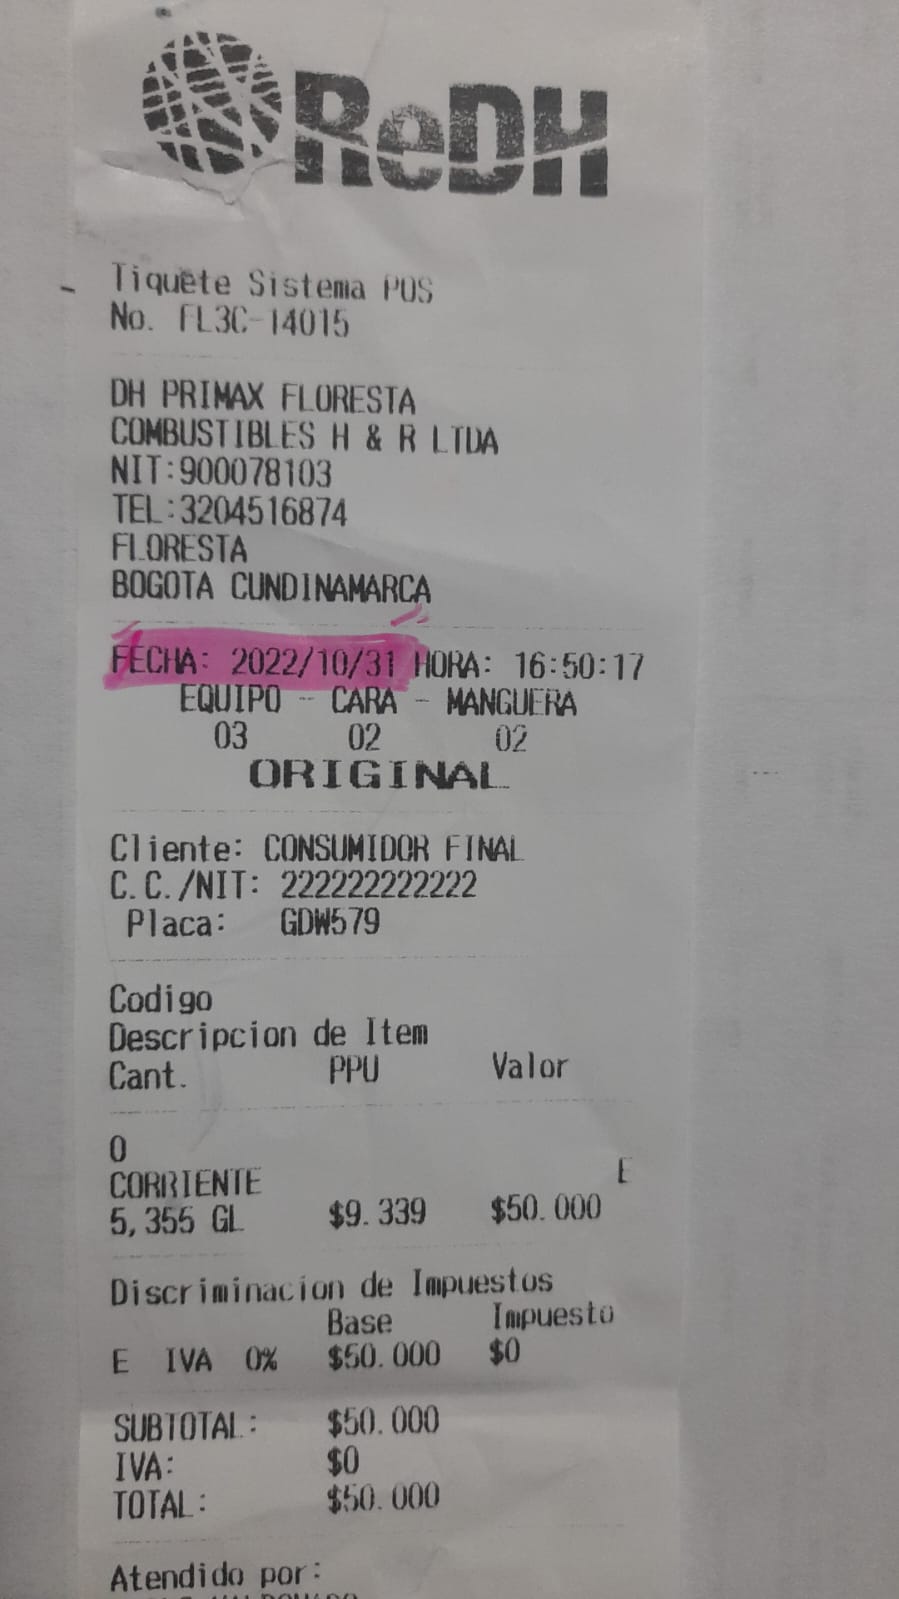 ReDH
Tiquete Sistema POS
No. FL3C-14015
DH PRIMAX FLORESTA
COMBUSTIBLES H & R LTDA
NIT:900078103
TEL:3204516874
FLORESTA
BOGOTA CUNDINAMARCA
FECHA: 2022/10/31 HORA: 16:50:17
EQUIPO - CARA - MANGUERA
03 02 02
ORIGINAL
Cliente: CONSUMIDOR FINAL
C.C./NIT: 222222222222
Placa: GDW579
Codigo
Descripcion de Item
Cant. PPU Valor
0
CORRIENTE E
5,355 GL $9.339 $50.000
Discriminacion de Impuestos
Base Impuesto
E IVA 0% $50.000 $0
SUBTOTAL: $50.000
IVA: $0
TOTAL: $50.000
Atendido por: